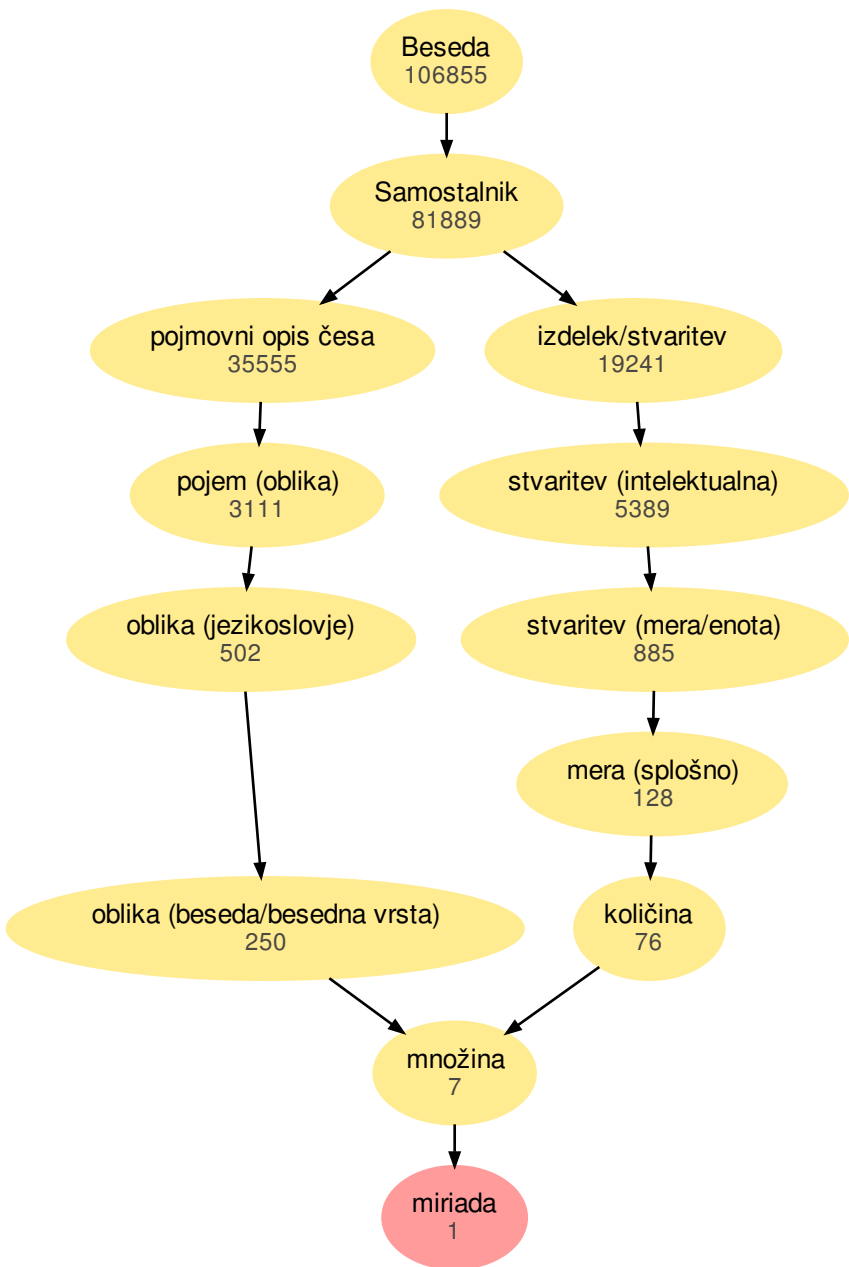 Beseda
106855
Samostalnik
81889
pojmovni opis česa
35555
izdelek/stvaritev
19241
pojem (oblika)
3111
stvaritev (intelektualna)
5389
oblika (jezikoslovje)
502
stvaritev (mera/enota)
885
mera (splošno)
128
oblika (beseda/besedna vrsta)
250
količina
76
množina
7
miriada
1